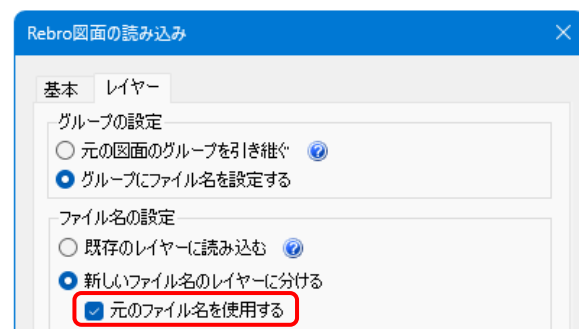 Rebro図面の読み込み
基本 レイヤー
グループの設定
元の図面のグループを引き継ぐ
グループにファイル名を設定する
ファイル名の設定
既存のレイヤーに読み込む
新しいファイル名のレイヤーに分ける
元のファイル名を使用する